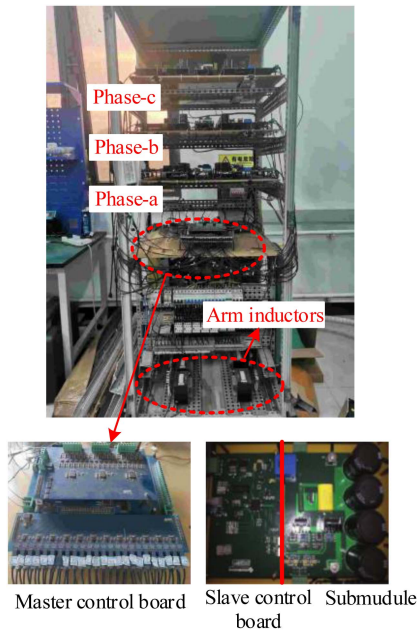 Phase-c
Phase-b
Phase-a
Arm inductors
Master control board
Slave control
board
Submudule